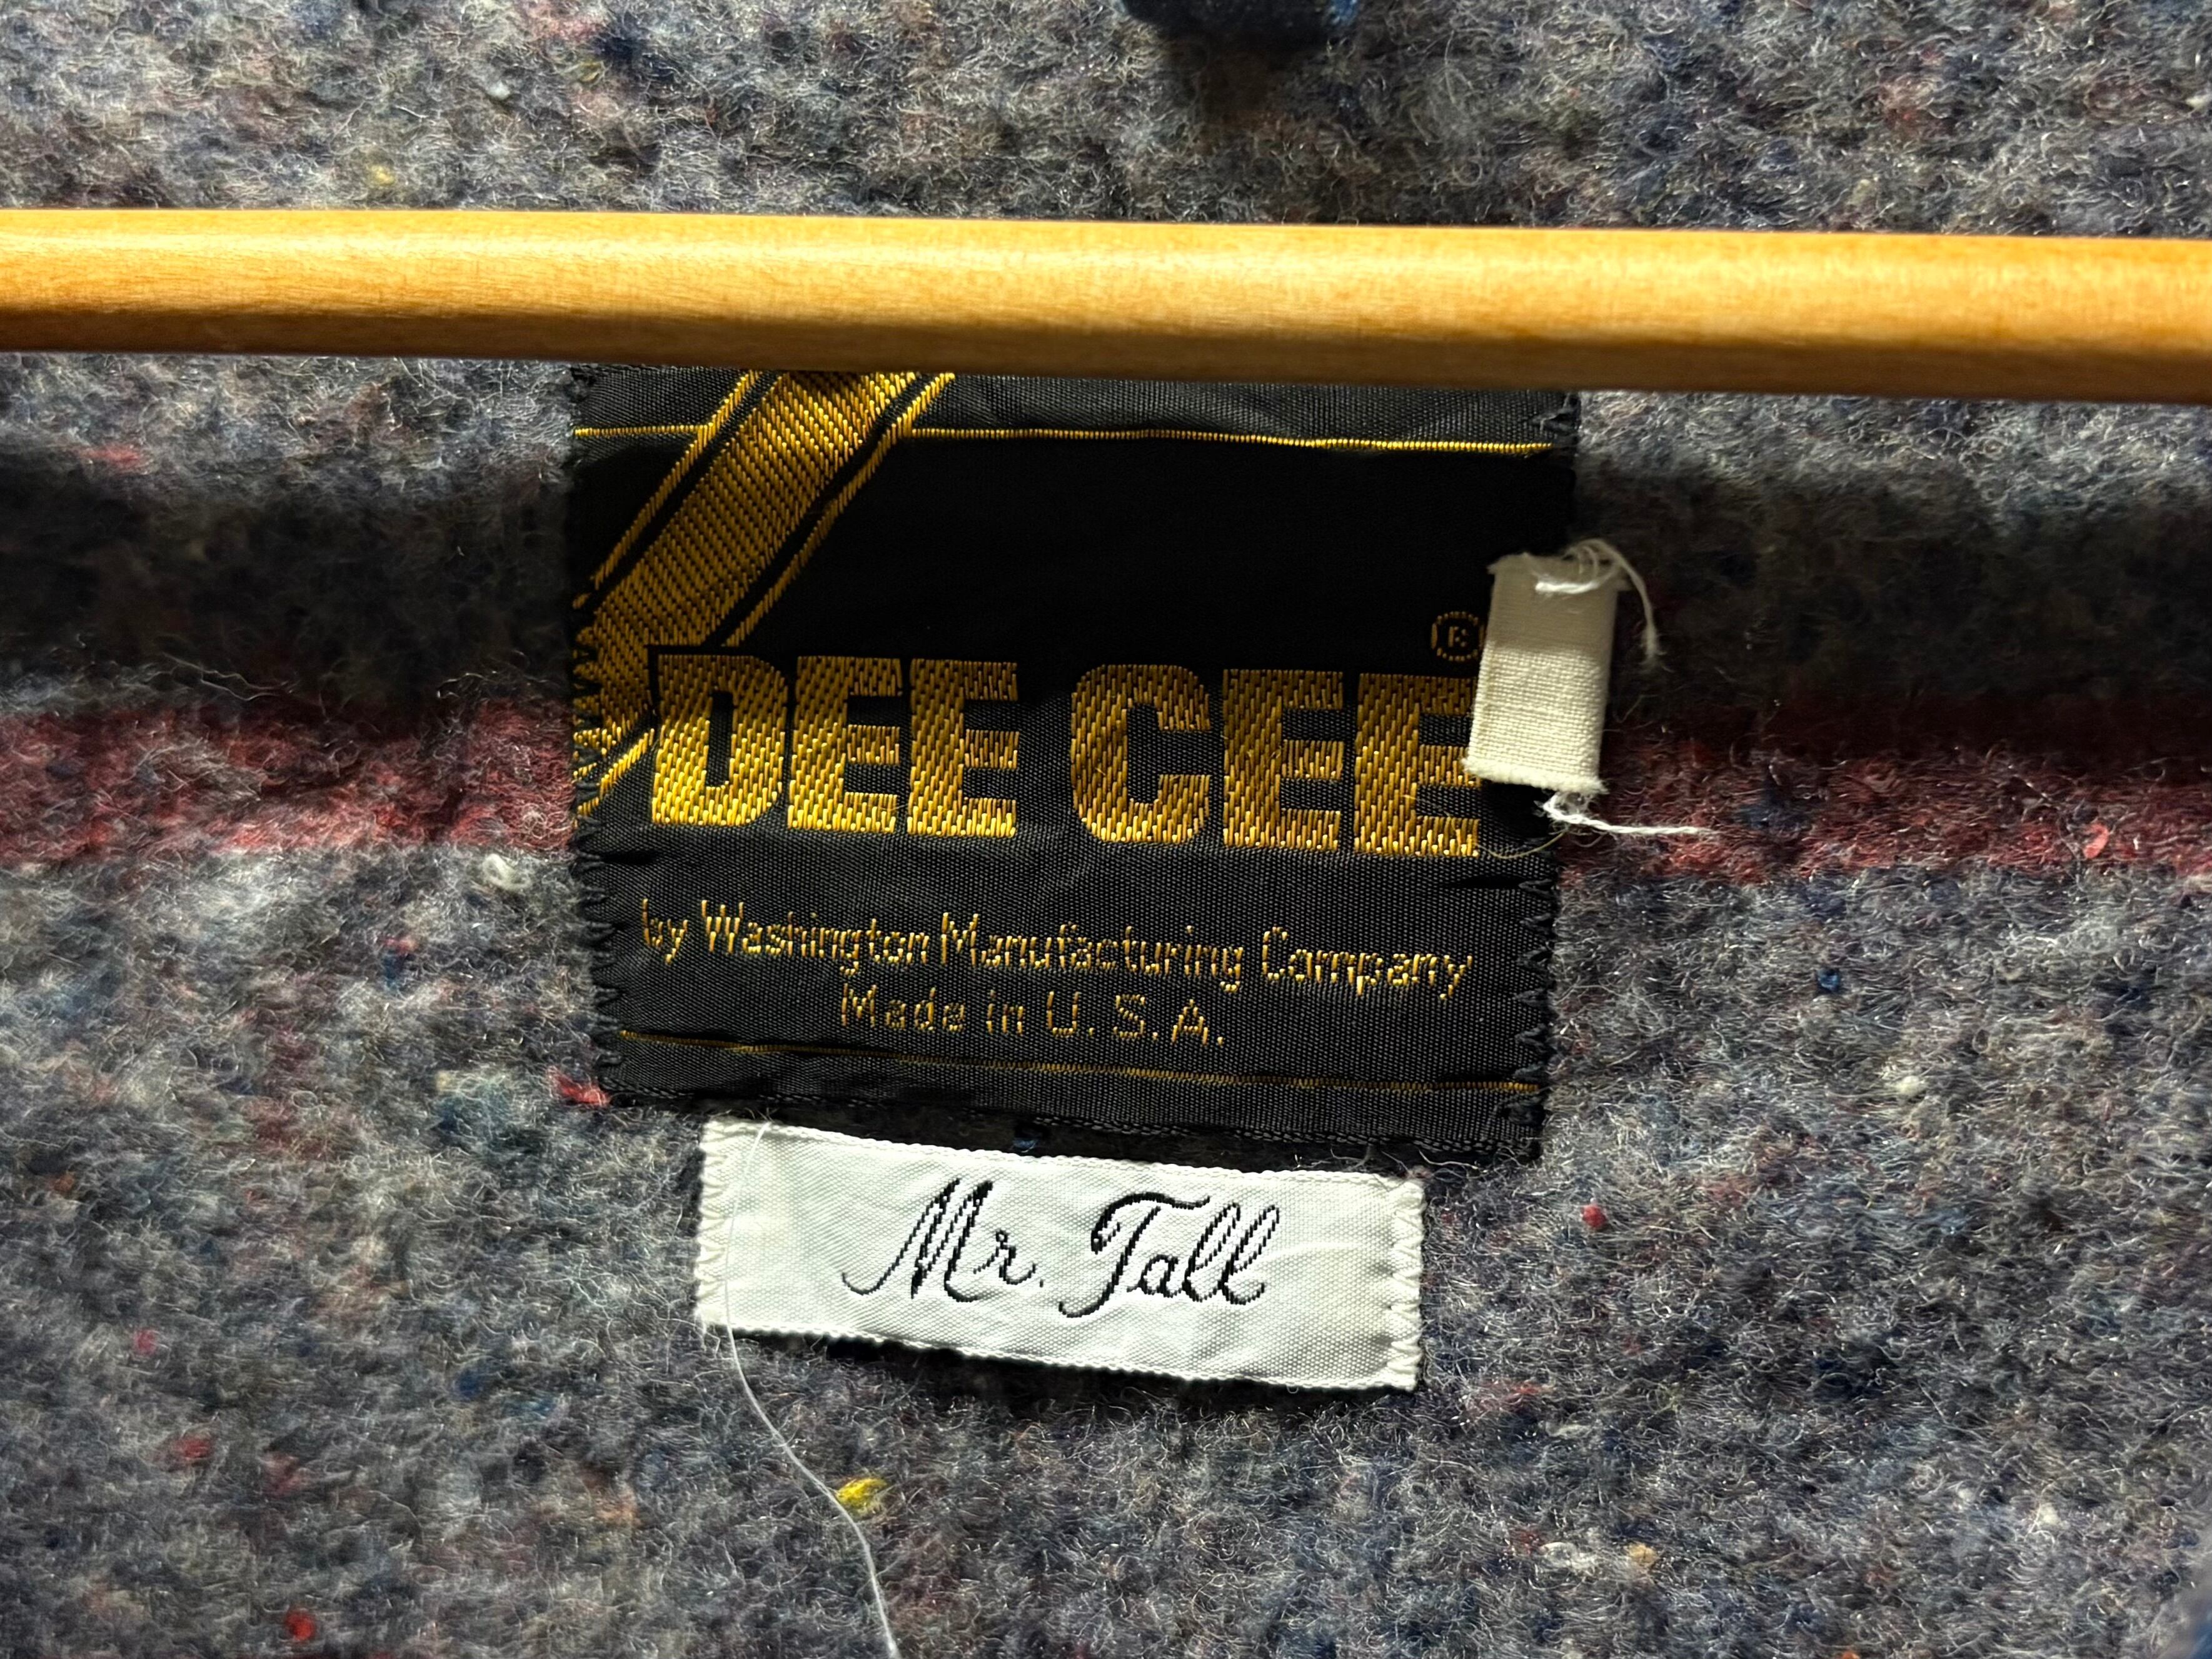 ®
DEE CEE
by Washington Manufacturing Company
Made in U.S.A.
Mr. Tall